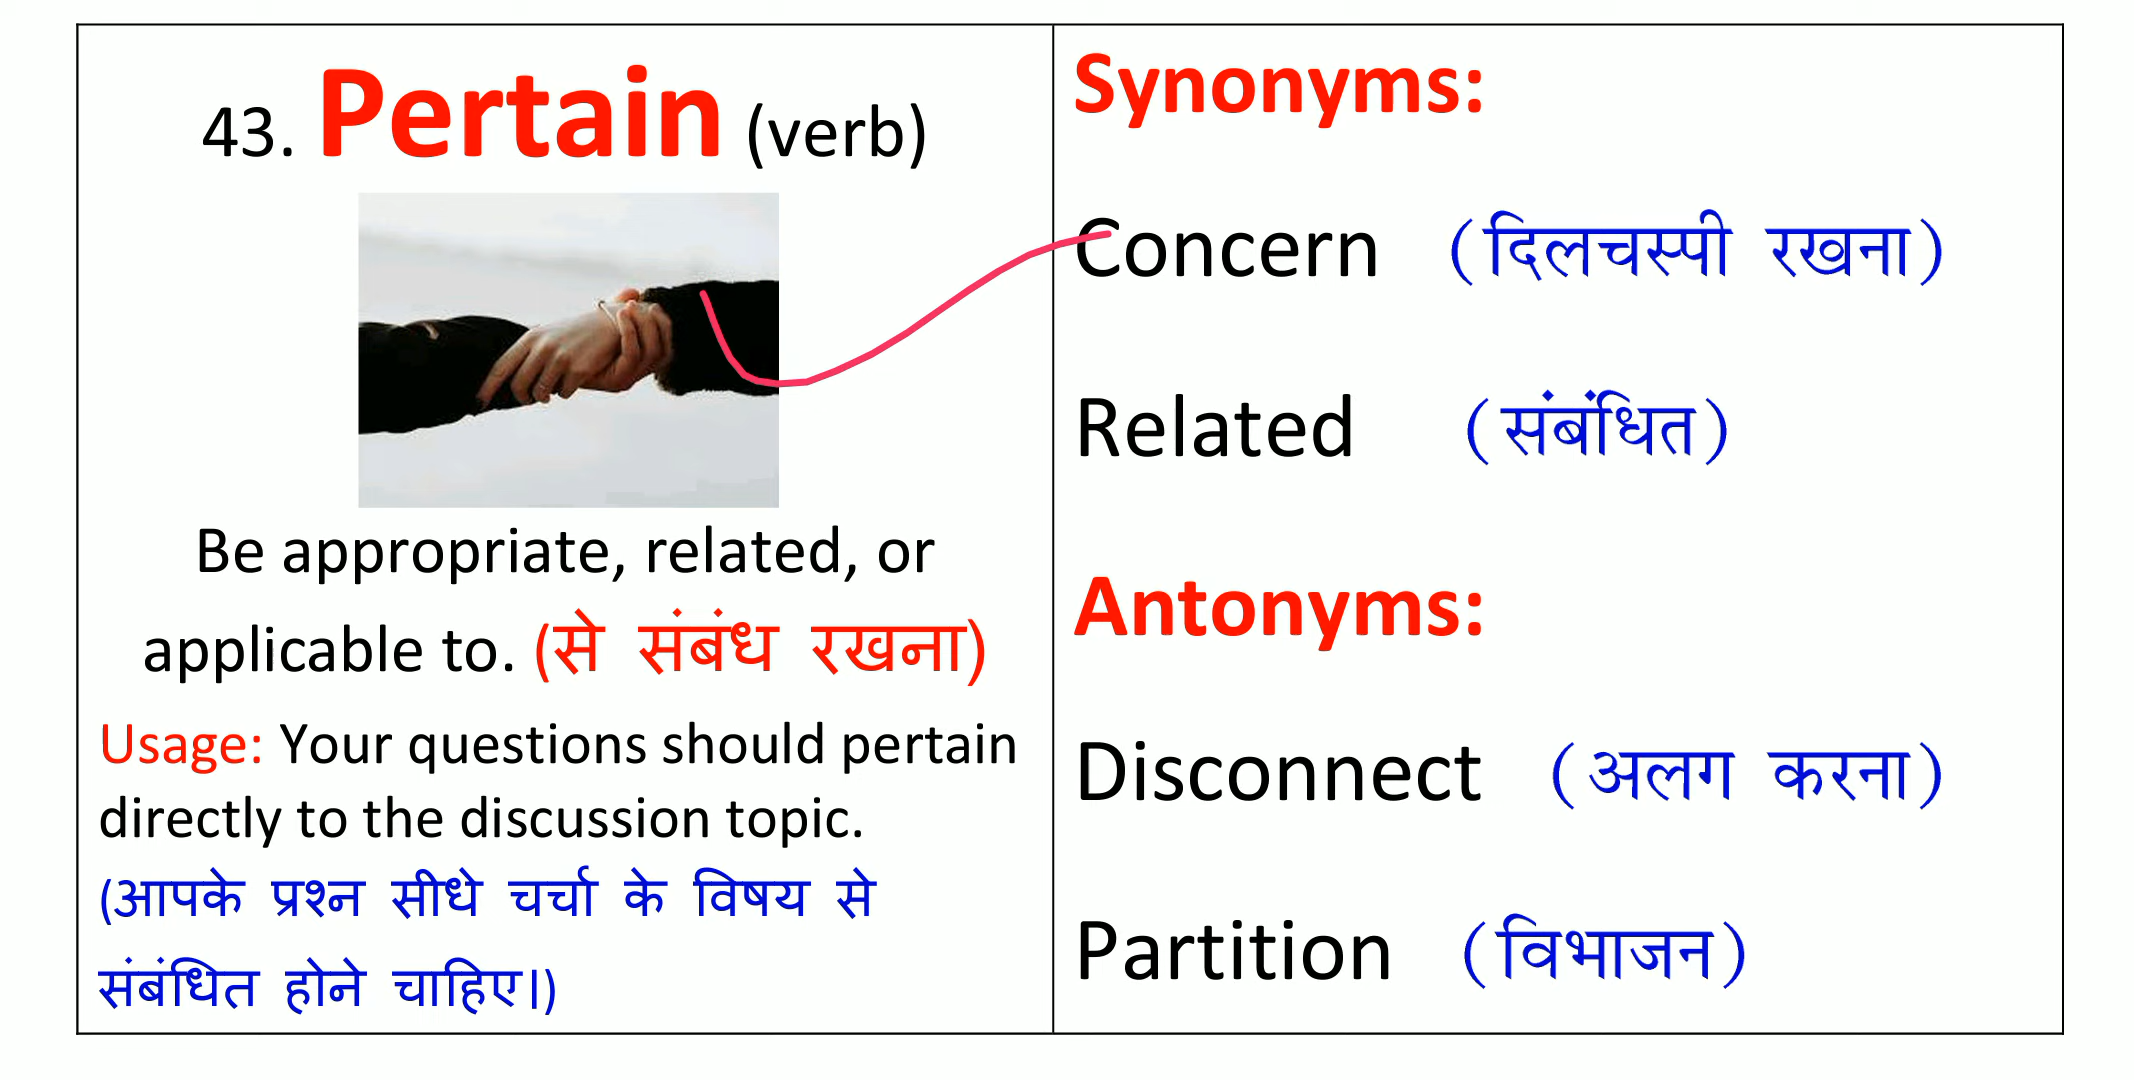 43. Pertain (verb)
Be appropriate, related, or
applicable to. (से संबंध रखना)
Usage: Your questions should pertain
directly to the discussion topic.
(आपके प्रश्न सीधे चर्चा के विषय से
संबंधित होने चाहिए।)
Synonyms:
Concern (दिलचस्पी रखना)
Related (संबंधित)
Antonyms:
Disconnect (अलग करना)
Partition (विभाजन)